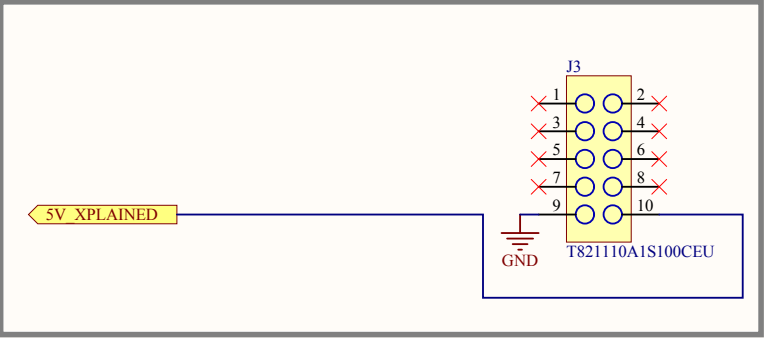 J3
1 2
3 4
5 6
7 8
9 10
5V_XPLAINED
GND
T821110A1S100CEU